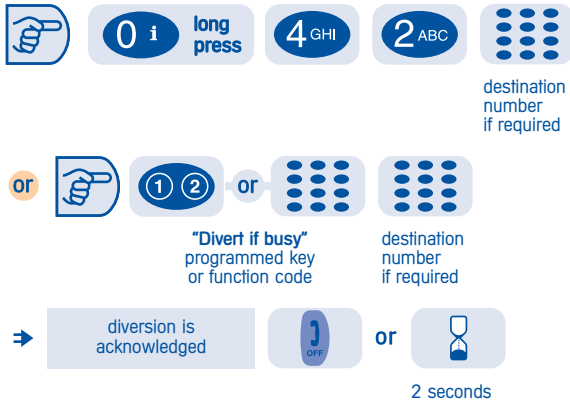 0 i long press 4 GHI 2 ABC
destination
number
if required
or 1 2 or
"Divert if busy"
programmed key
or function code
destination
number
if required
diversion is
acknowledged
OFF
or
2 seconds